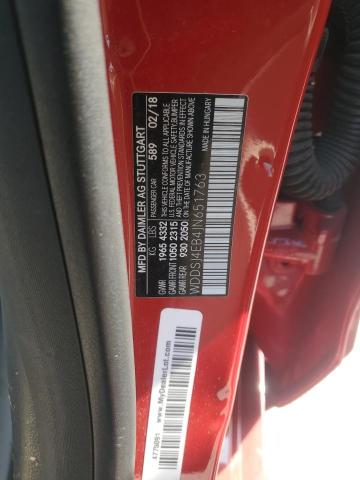 MFD. BY DAIMLER AG STUTTGART
PASSENGER CAR 589 02/18
KG LBS
GVWR 1965 4332
GAWR FRONT 1050 2315
GAWR REAR 930 2050
THIS VEHICLE CONFORMS TO ALL APPLICABLE
U.S. FEDERAL MOTOR VEHICLE SAFETY, BUMPER
AND THEFT PREVENTION STANDARDS IN EFFECT
ON THE DATE OF MANUFACTURE SHOWN ABOVE
WDDSJ4EB4JN651763
MADE IN HUNGARY
www.MyDealerLot.com